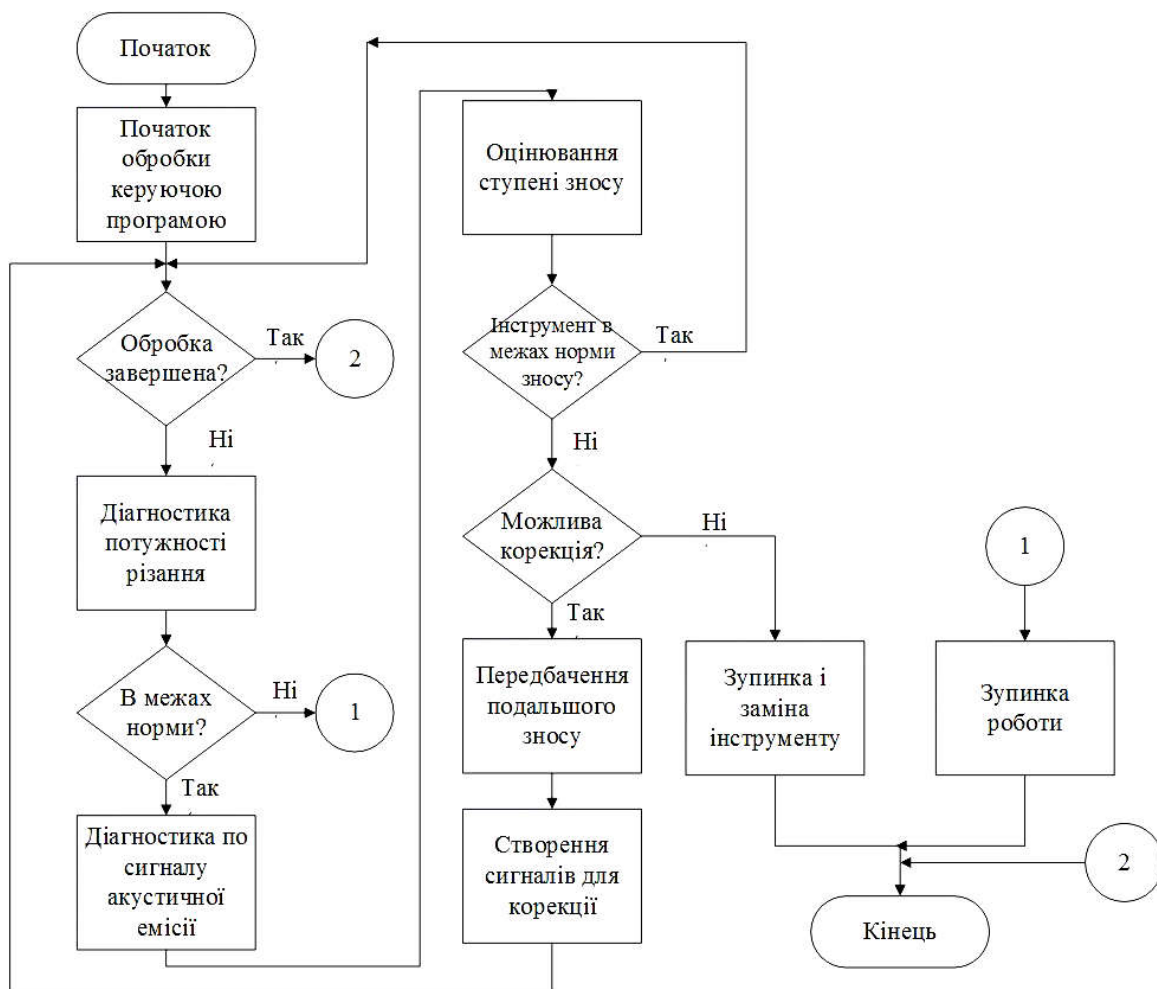 Початок
Початок
обробки
керуючою
програмою
Обробка
завершена?
Так
2
Ні
Діагностика
потужності
різання
В межах
норми?
Ні
1
Так
Діагностика по
сигналу
акустичної
емісії
Оцінювання
ступені зносу
Інструмент в
межах норми
зносу?
Так
Ні
Можлива
корекція?
Ні
Так
Передбачення
подальшого
зносу
Створення
сигналів для
корекції
Зупинка і
заміна
інструменту
1
Зупинка
роботи
2
Кінець